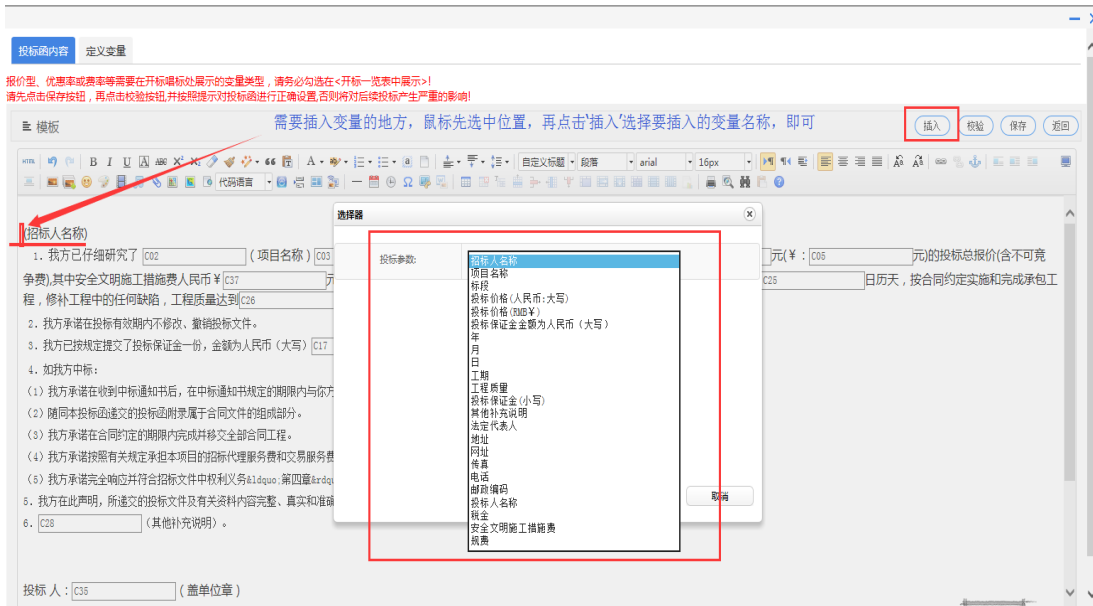 投标函内容 定义变量
报价型、优惠率或费率等需要在开标唱标处展示的变量类型，请务必勾选在<开标一览表中展示>!
请先点击保存按钮，再点击校验按钮,并按照提示对投标函进行正确设置,否则将对后续投标产生严重的影响!
模板
需要插入变量的地方，鼠标先选中位置，再点击'插入'选择要插入的变量名称，即可
插入 校验 保存 返回
HTML B I U A ABC X² X₂ 66 A
自定义标题 段落 arial 16px
代码语言
选择器
(招标人名称)
1. 我方已仔细研究了 C02 (项目名称) C03 元(￥: C05 元)的投标总报价(含不可竞
争费),其中安全文明施工措施费人民币￥ C37 元 C25 日历天，按合同约定实施和完成承包工
程，修补工程中的任何缺陷，工程质量达到 C26
2. 我方承诺在投标有效期内不修改、撤销投标文件。
3. 我方已按规定提交了投标保证金一份，金额为人民币（大写） C17
4. 如我方中标：
（1）我方承诺在收到中标通知书后，在中标通知书规定的期限内与你方
（2）随同本投标函递交的投标函附录属于合同文件的组成部分。
（3）我方承诺在合同约定的期限内完成并移交全部合同工程。
（4）我方承诺按照有关规定承担本项目的招标代理服务费和交易服务费
（5）我方承诺完全响应并符合招标文件中权利义务&ldquo;第四章&rdqu
5. 我方在此声明，所递交的投标文件及有关资料内容完整、真实和准确
6. C28 （其他补充说明）。
投标人：C35 （盖单位章）
投标参数:
招标人名称
项目名称
标段
投标价格(人民币:大写)
投标价格(RMB￥)
投标保证金金额为人民币（大写）
年
月
日
工期
工程质量
投标保证金(小写)
其他补充说明
法定代表人
地址
网址
传真
电话
邮政编码
投标人名称
税金
安全文明施工措施费
规费
取消